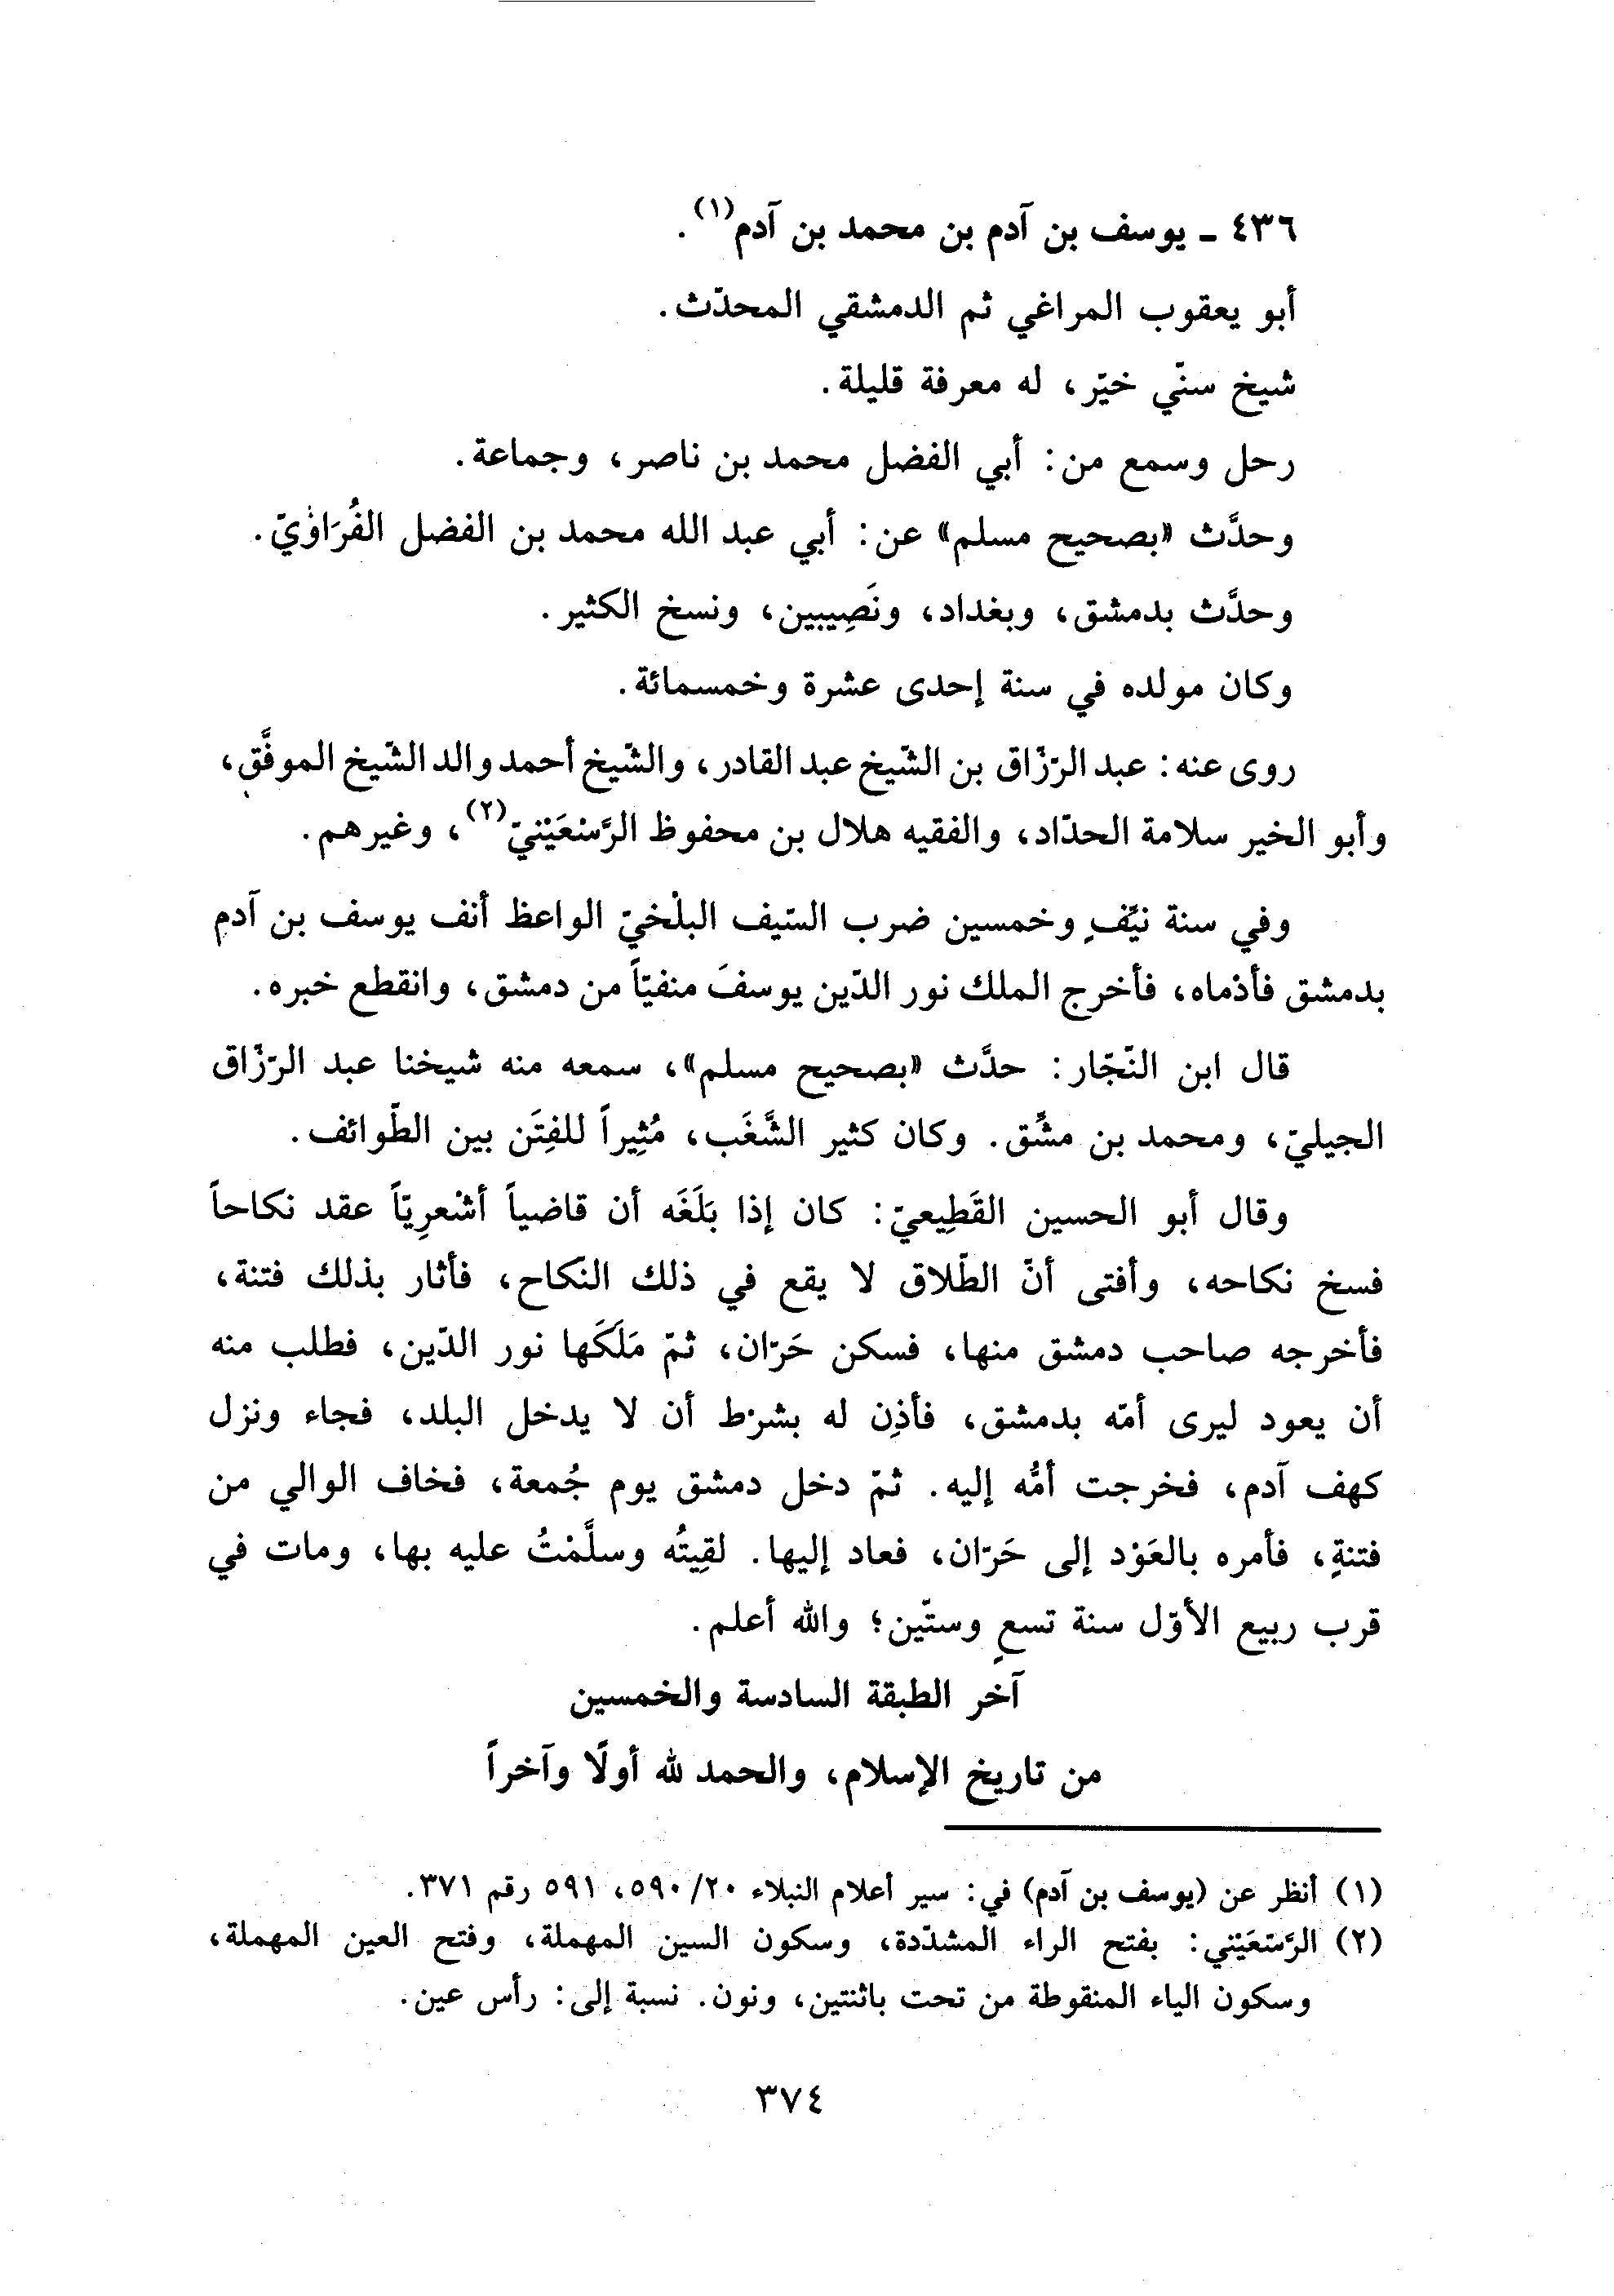 ٤٣٦ ـ يوسف بن آدم بن محمد بن آدم(١).
أبو يعقوب المراغي ثم الدمشقي المحدّث.
شيخ سنّي خيّر، له معرفة قليلة.
رحل وسمع من: أبي الفضل محمد بن ناصر، وجماعة.
وحدَّث «بصحيح مسلم» عن: أبي عبد الله محمد بن الفضل الفُرَاوْيّ.
وحدَّث بدمشق، وبغداد، ونَصِيبين، ونسخ الكثير.
وكان مولده في سنة إحدى عشرة وخمسمائة.
روى عنه: عبد الرّزّاق بن الشّيخ عبد القادر، والشّيخ أحمد والد الشّيخ الموفَّق،
وأبو الخير سلامة الحدّاد، والفقيه هلال بن محفوظ الرَّسْعَيْنيّ(٢)، وغيرهم.
وفي سنة نيّفٍ وخمسين ضرب السّيف البلْخيّ الواعظ أنف يوسف بن آدم
بدمشق فأدْماه، فأخرج الملك نور الدّين يوسفَ منفيّاً من دمشق، وانقطع خبره.
قال ابن النّجّار: حدَّث «بصحيح مسلم»، سمعه منه شيخنا عبد الرّزّاق
الجيليّ، ومحمد بن مشِّق. وكان كثير الشَّغَب، مُثِيراً للفِتَن بين الطّوائف.
وقال أبو الحسين القَطِيعيّ: كان إذا بَلَغَه أن قاضياً أشْعرِيّاً عقد نكاحاً
فسخ نكاحه، وأفتى أنّ الطّلاق لا يقع في ذلك النّكاح، فأثار بذلك فتنة،
فأخرجه صاحب دمشق منها، فسكن حَرّان، ثمّ مَلَكَها نور الدّين، فطلب منه
أن يعود ليرى أمّه بدمشق، فأذِن له بشرْط أن لا يدخل البلد، فجاء ونزل
كهف آدم، فخرجت أمُّه إليه. ثمّ دخل دمشق يوم جُمعة، فخاف الوالي من
فتنةٍ، فأمره بالعَوْد إلى حَرّان، فعاد إليها. لقِيتُه وسلَّمْتُ عليه بها، ومات في
قرب ربيع الأوّل سنة تسعٍ وستّين؛ والله أعلم.
آخر الطبقة السادسة والخمسين
من تاريخ الإسلام، والحمد لله أولًا وآخراً
(١) أنظر عن (يوسف بن آدم) في: سير أعلام النبلاء ٢٠/ ٥٩٠، ٥٩١ رقم ٣٧١.
(٢) الرَّسْعَيْني: بفتح الراء المشدّدة، وسكون السين المهملة، وفتح العين المهملة،
وسكون الياء المنقوطة من تحت باثنتين، ونون. نسبة إلى: رأس عين.
٣٧٤